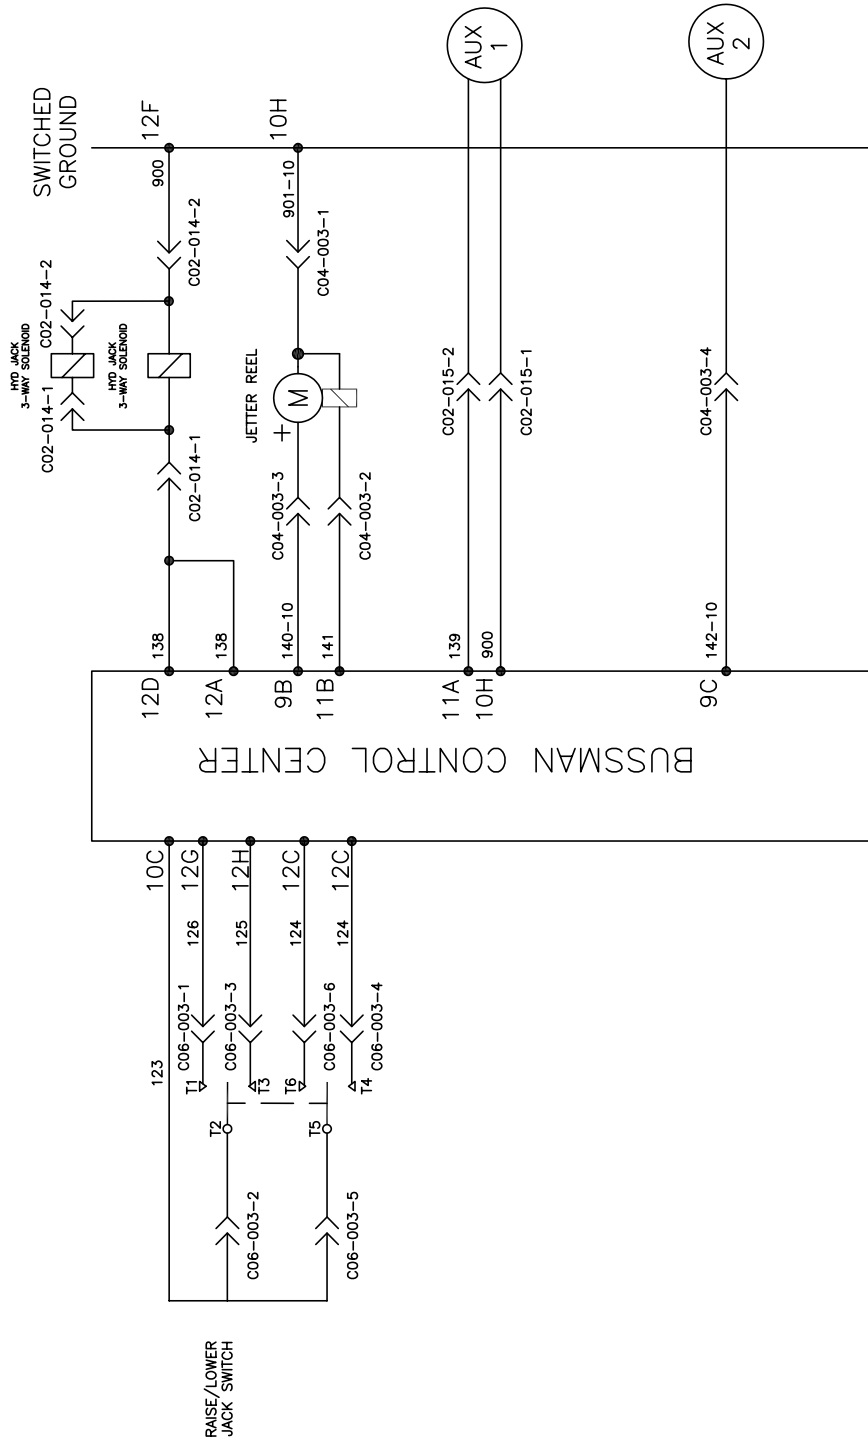 SWITCHED
GROUND
12F
10H
900
901-10
C02-014-2
C02-014-2
C04-003-1
HYD JACK
3-WAY SOLENOID
HYD JACK
3-WAY SOLENOID
C02-014-1
C02-014-1
JETTER REEL
M
+
C04-003-3
C04-003-2
AUX
1
AUX
2
C02-015-2
C02-015-1
C04-003-4
138
138
140-10
141
139
900
142-10
12D
12A
9B
11B
11A
10H
9C
BUSSMAN CONTROL CENTER
10C
12G
12H
12C
12C
123
126
125
124
124
C06-003-1
C06-003-3
C06-003-6
C06-003-4
T1
T3
T6
T4
T2
T5
C06-003-2
C06-003-5
RAISE/LOWER
JACK SWITCH